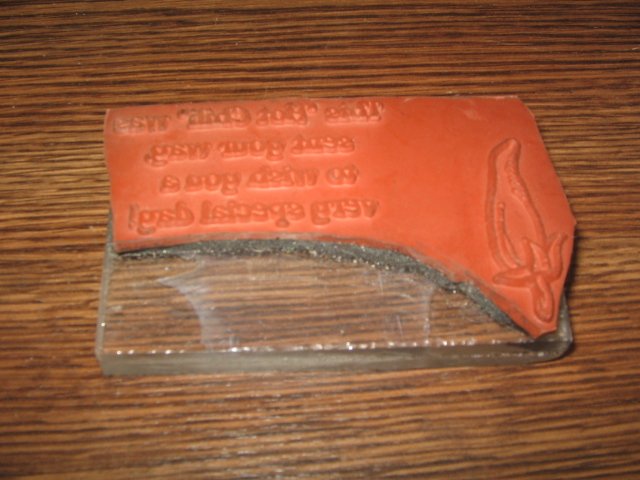 This "Hot Chili" was
sent your way,
to wish you a
very special day!